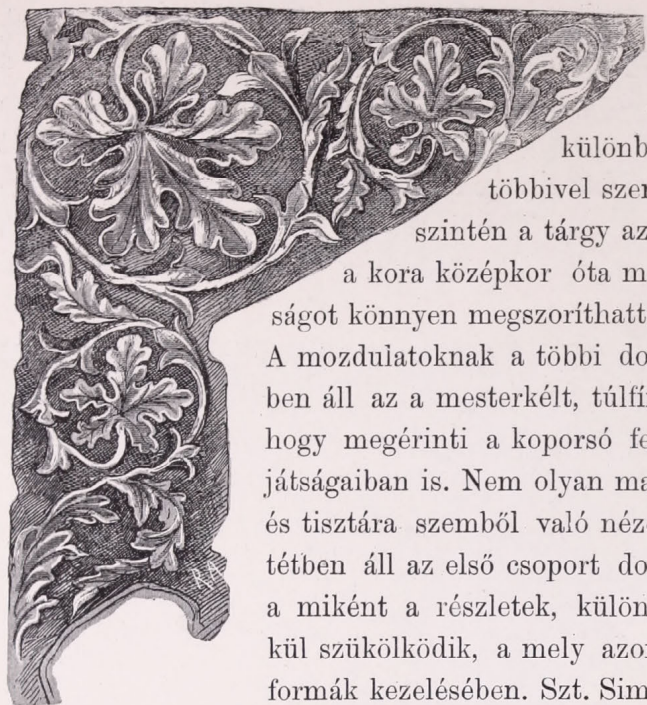 különb
többivel szer
szintén a tárgy az
a kora középkor óta m
ságot könnyen megszoríthatt
A mozdulatoknak a többi do
ben áll az a mesterkélt, túlfi
hogy megérinti a koporsó fe
játságaiban is. Nem olyan ma
és tisztára szemből való néz
tétben áll az első csoport do
a miként a részletek, külön
kül szükölködik, a mely azo
formák kezelésében. Szt. Sim
RA